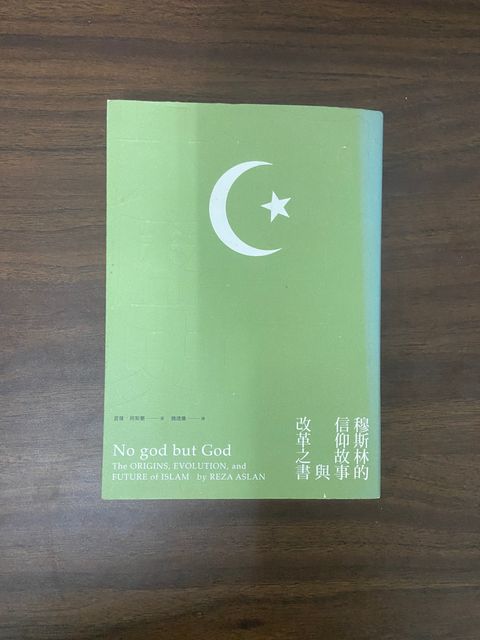 穆斯林的
信仰故事
與
改革之書
No god but God
The ORIGINS, EVOLUTION, and
FUTURE of ISLAM by REZA ASLAN